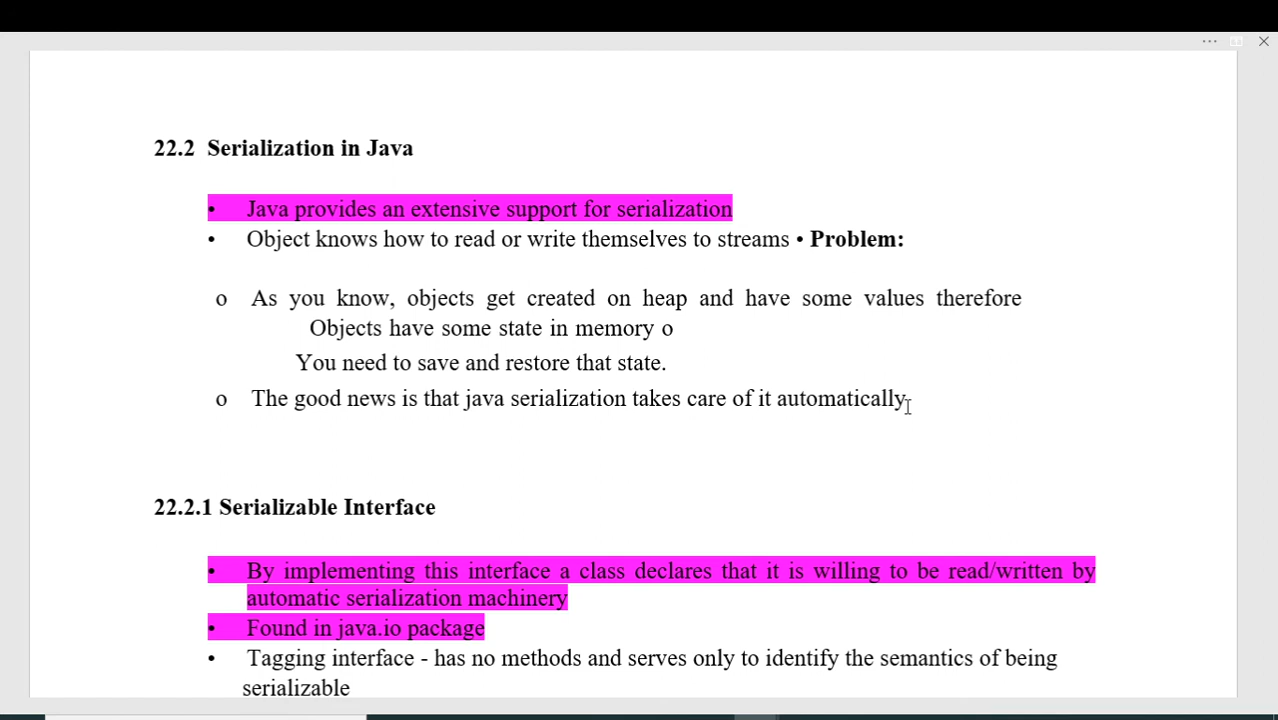 22.2 Serialization in Java
• Java provides an extensive support for serialization
• Object knows how to read or write themselves to streams • Problem:
o As you know, objects get created on heap and have some values therefore
Objects have some state in memory o
You need to save and restore that state.
o The good news is that java serialization takes care of it automatically
22.2.1 Serializable Interface
• By implementing this interface a class declares that it is willing to be read/written by
automatic serialization machinery
• Found in java.io package
• Tagging interface - has no methods and serves only to identify the semantics of being
serializable